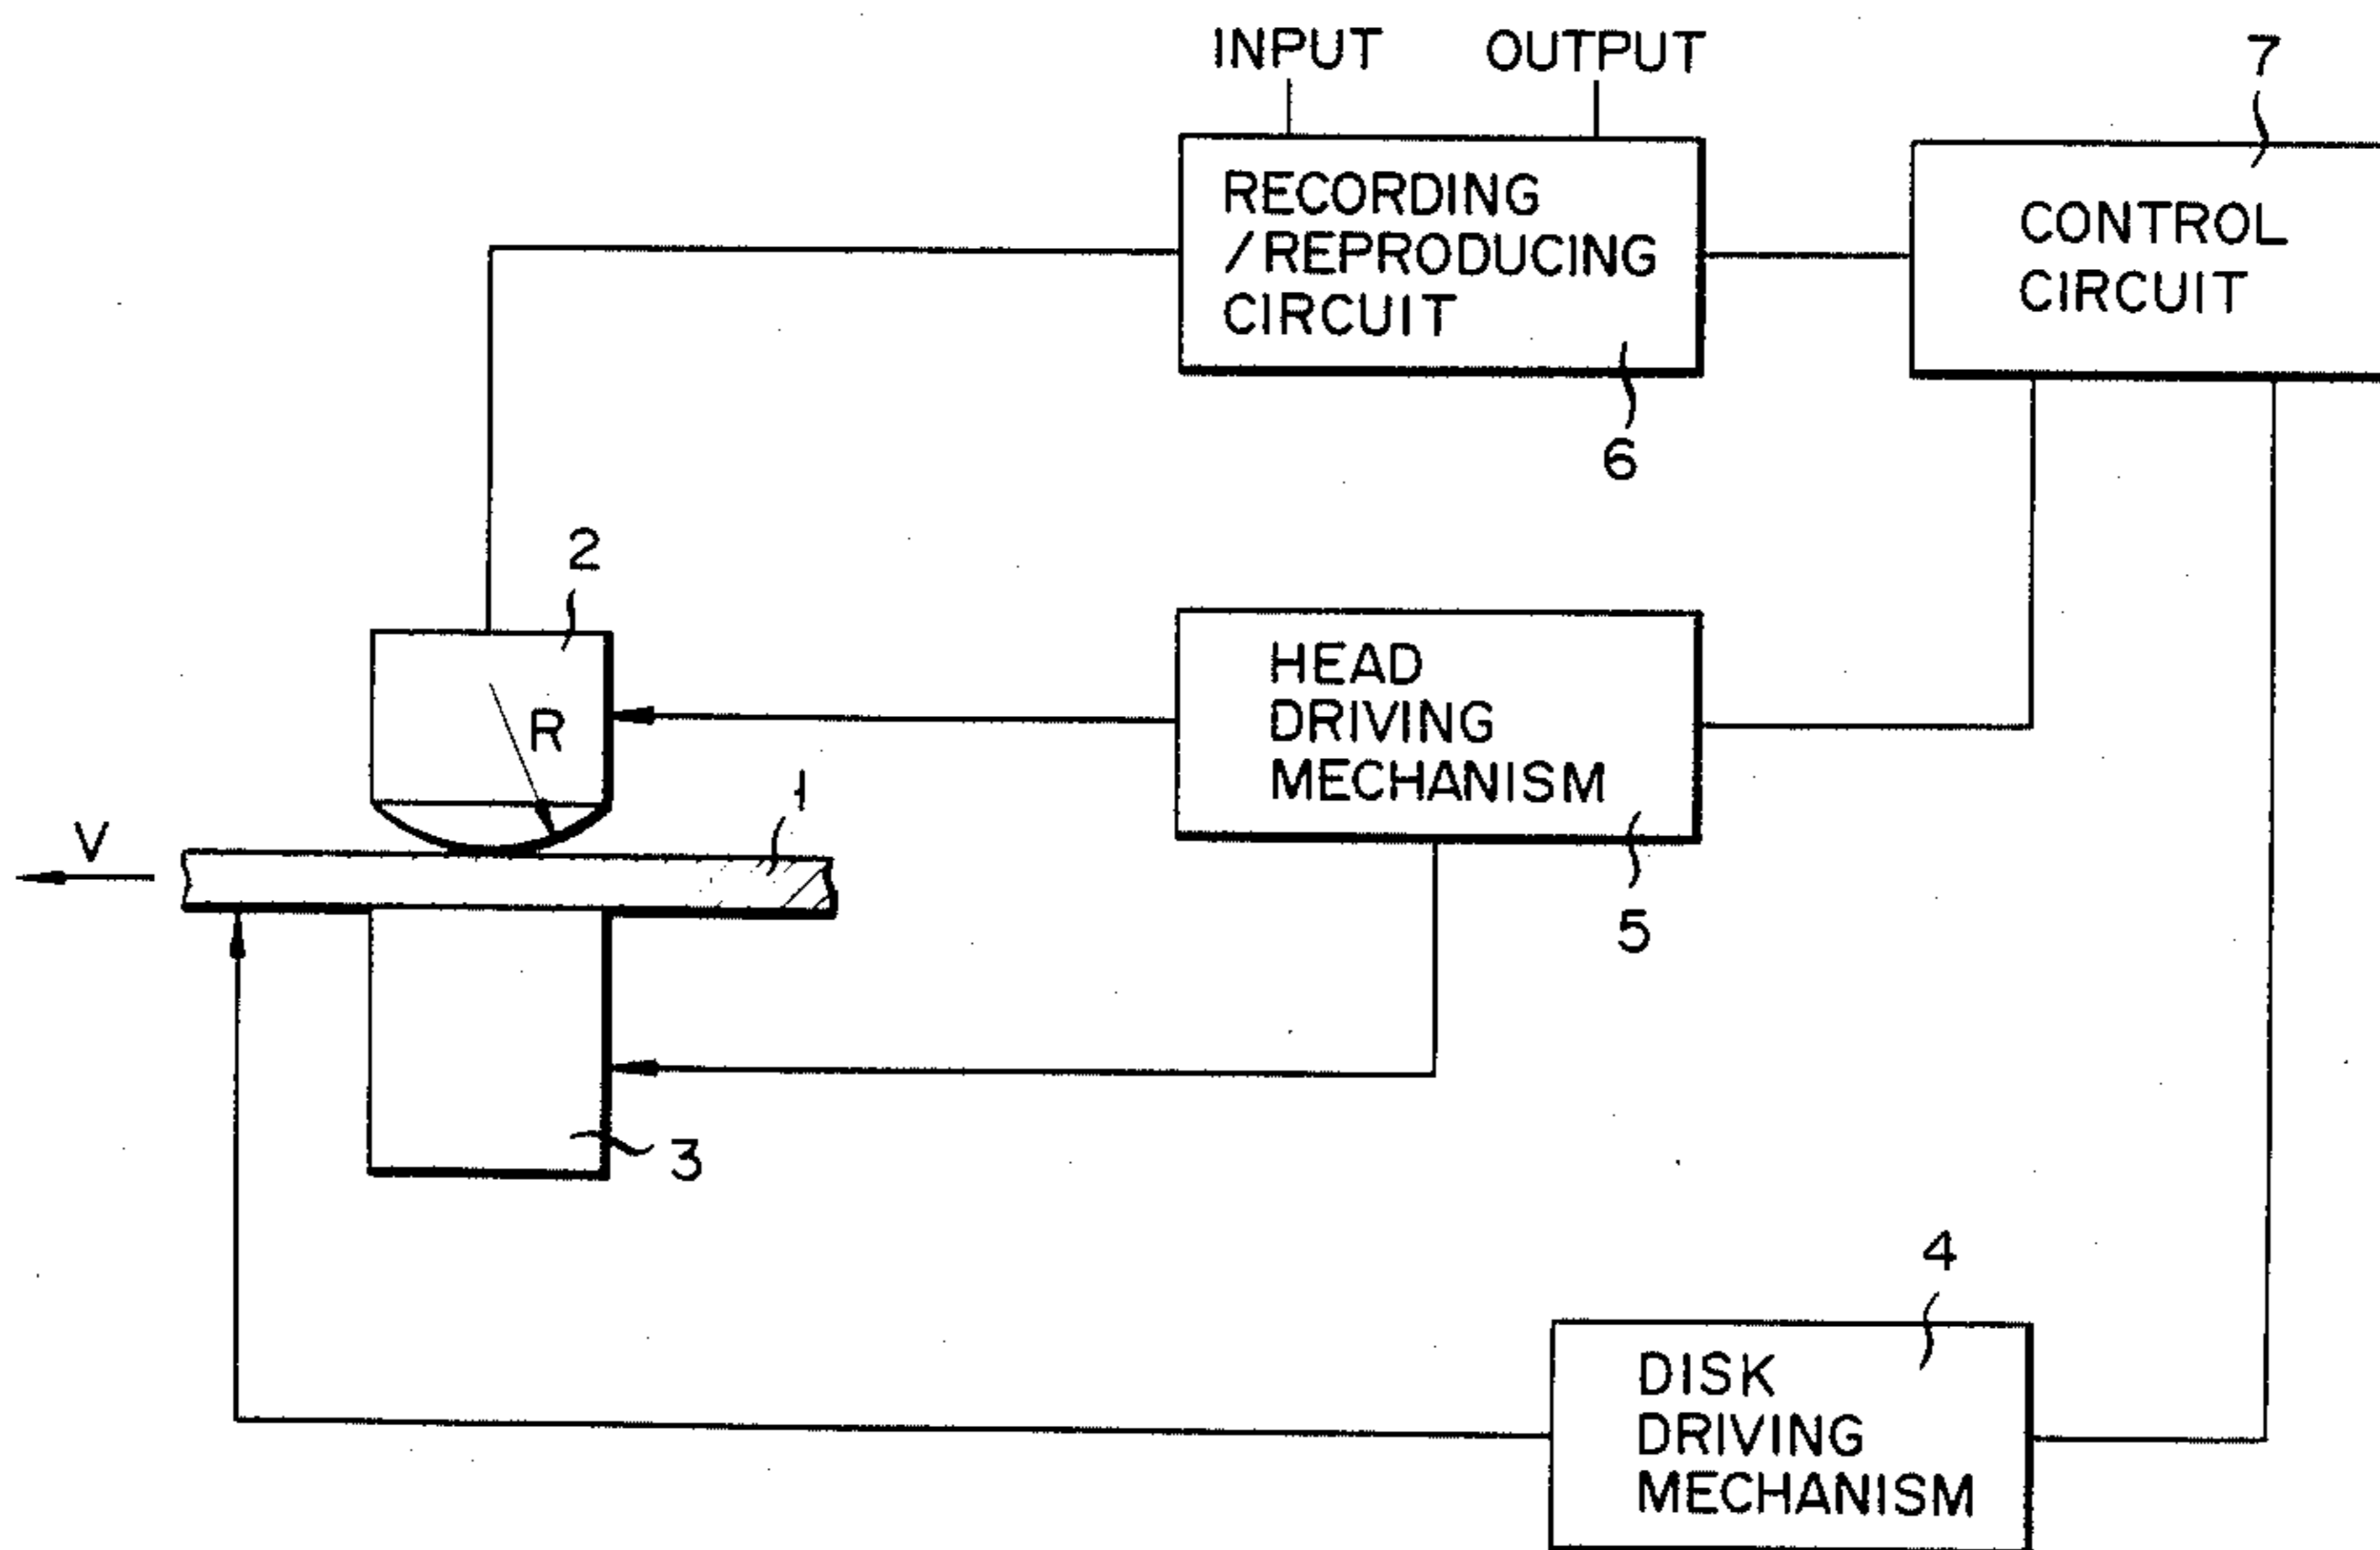 INPUT OUTPUT
7
RECORDING
/REPRODUCING
CIRCUIT
CONTROL
CIRCUIT
6
2
HEAD
DRIVING
MECHANISM
R
1
V
5
3
4
DISK
DRIVING
MECHANISM